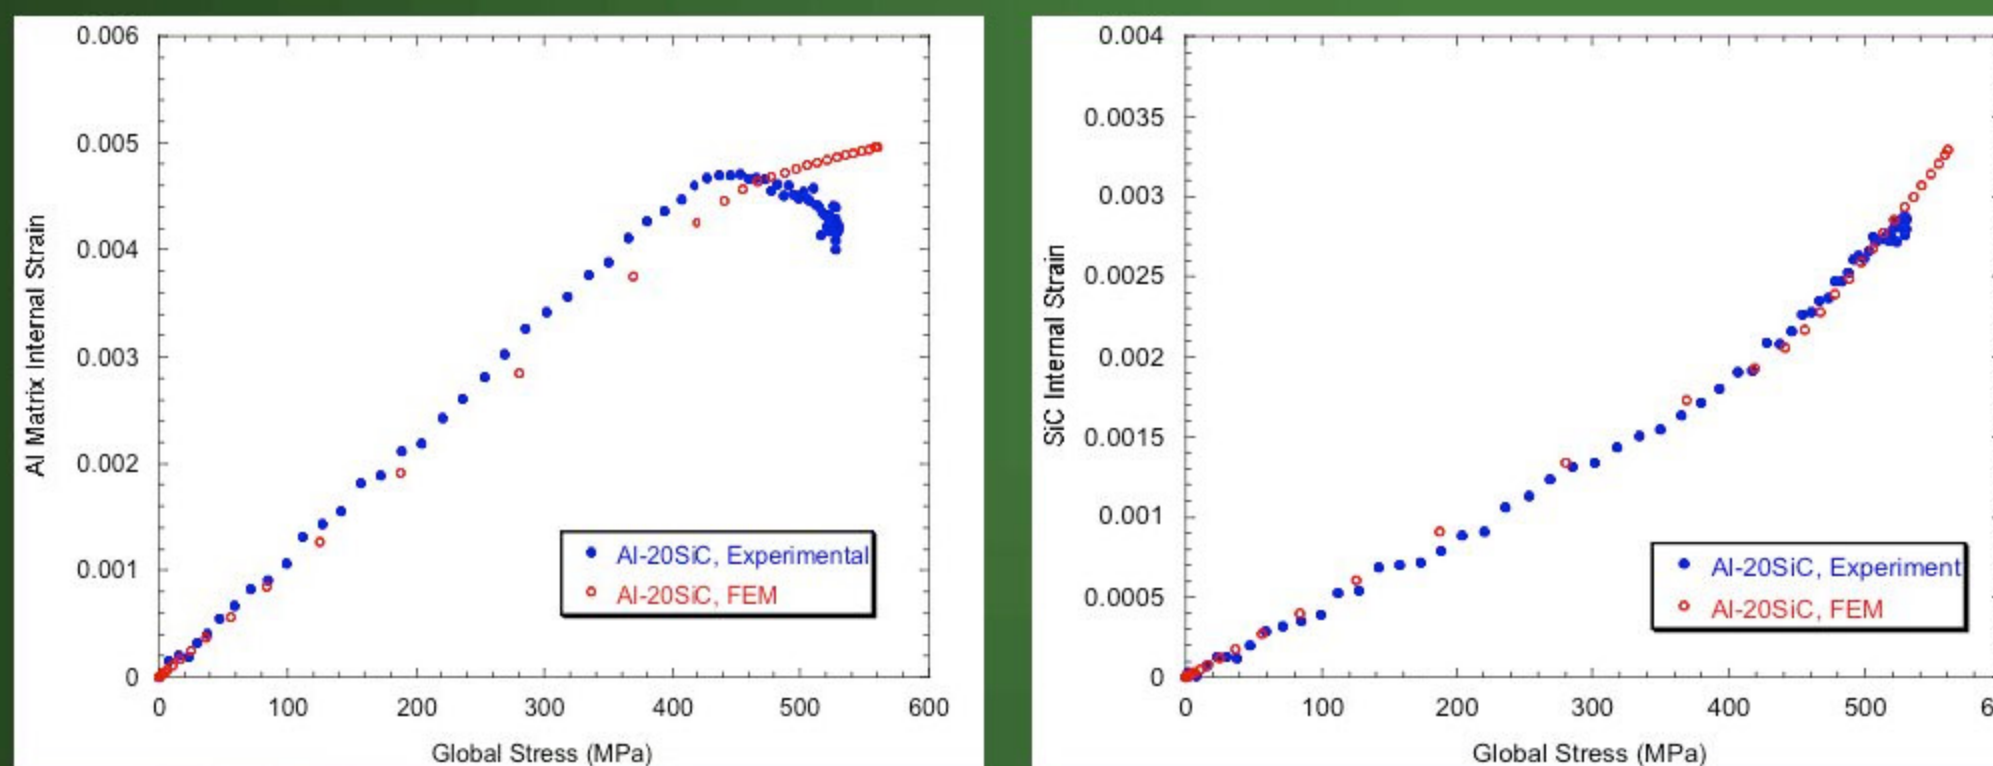 0.006
0.005
0.004
0.003
0.002
0.001
0
0 100 200 300 400 500 600
Al Matrix Internal Strain
Global Stress (MPa)
Al-20SiC, Experimental
Al-20SiC, FEM
0.004
0.0035
0.003
0.0025
0.002
0.0015
0.001
0.0005
0
0 100 200 300 400 500 6
SiC Internal Strain
Global Stress (MPa)
Al-20SiC, Experiment
Al-20SiC, FEM